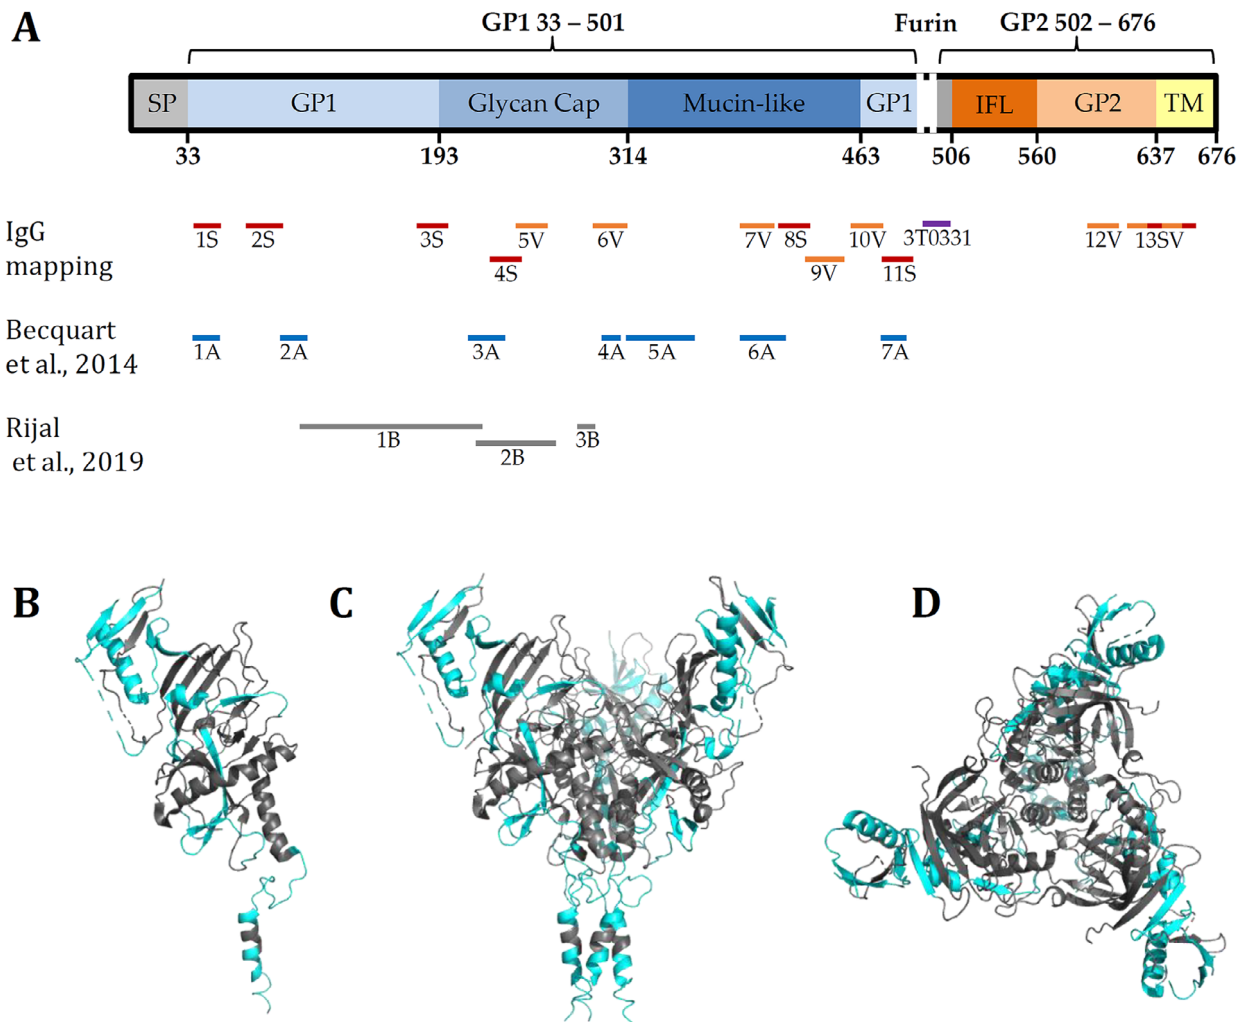 A
GP1 33 – 501
Furin
GP2 502 – 676
SP
GP1
Glycan Cap
Mucin-like
GP1
IFL
GP2
TM
33
193
314
463
506
560
637
676
IgG
mapping
1S
2S
3S
5V
6V
7V
8S
10V
3T0331
12V
13SV
4S
9V
11S
Becquart
et al., 2014
1A
2A
3A
4A
5A
6A
7A
Rijal
et al., 2019
1B
2B
3B
B
C
D